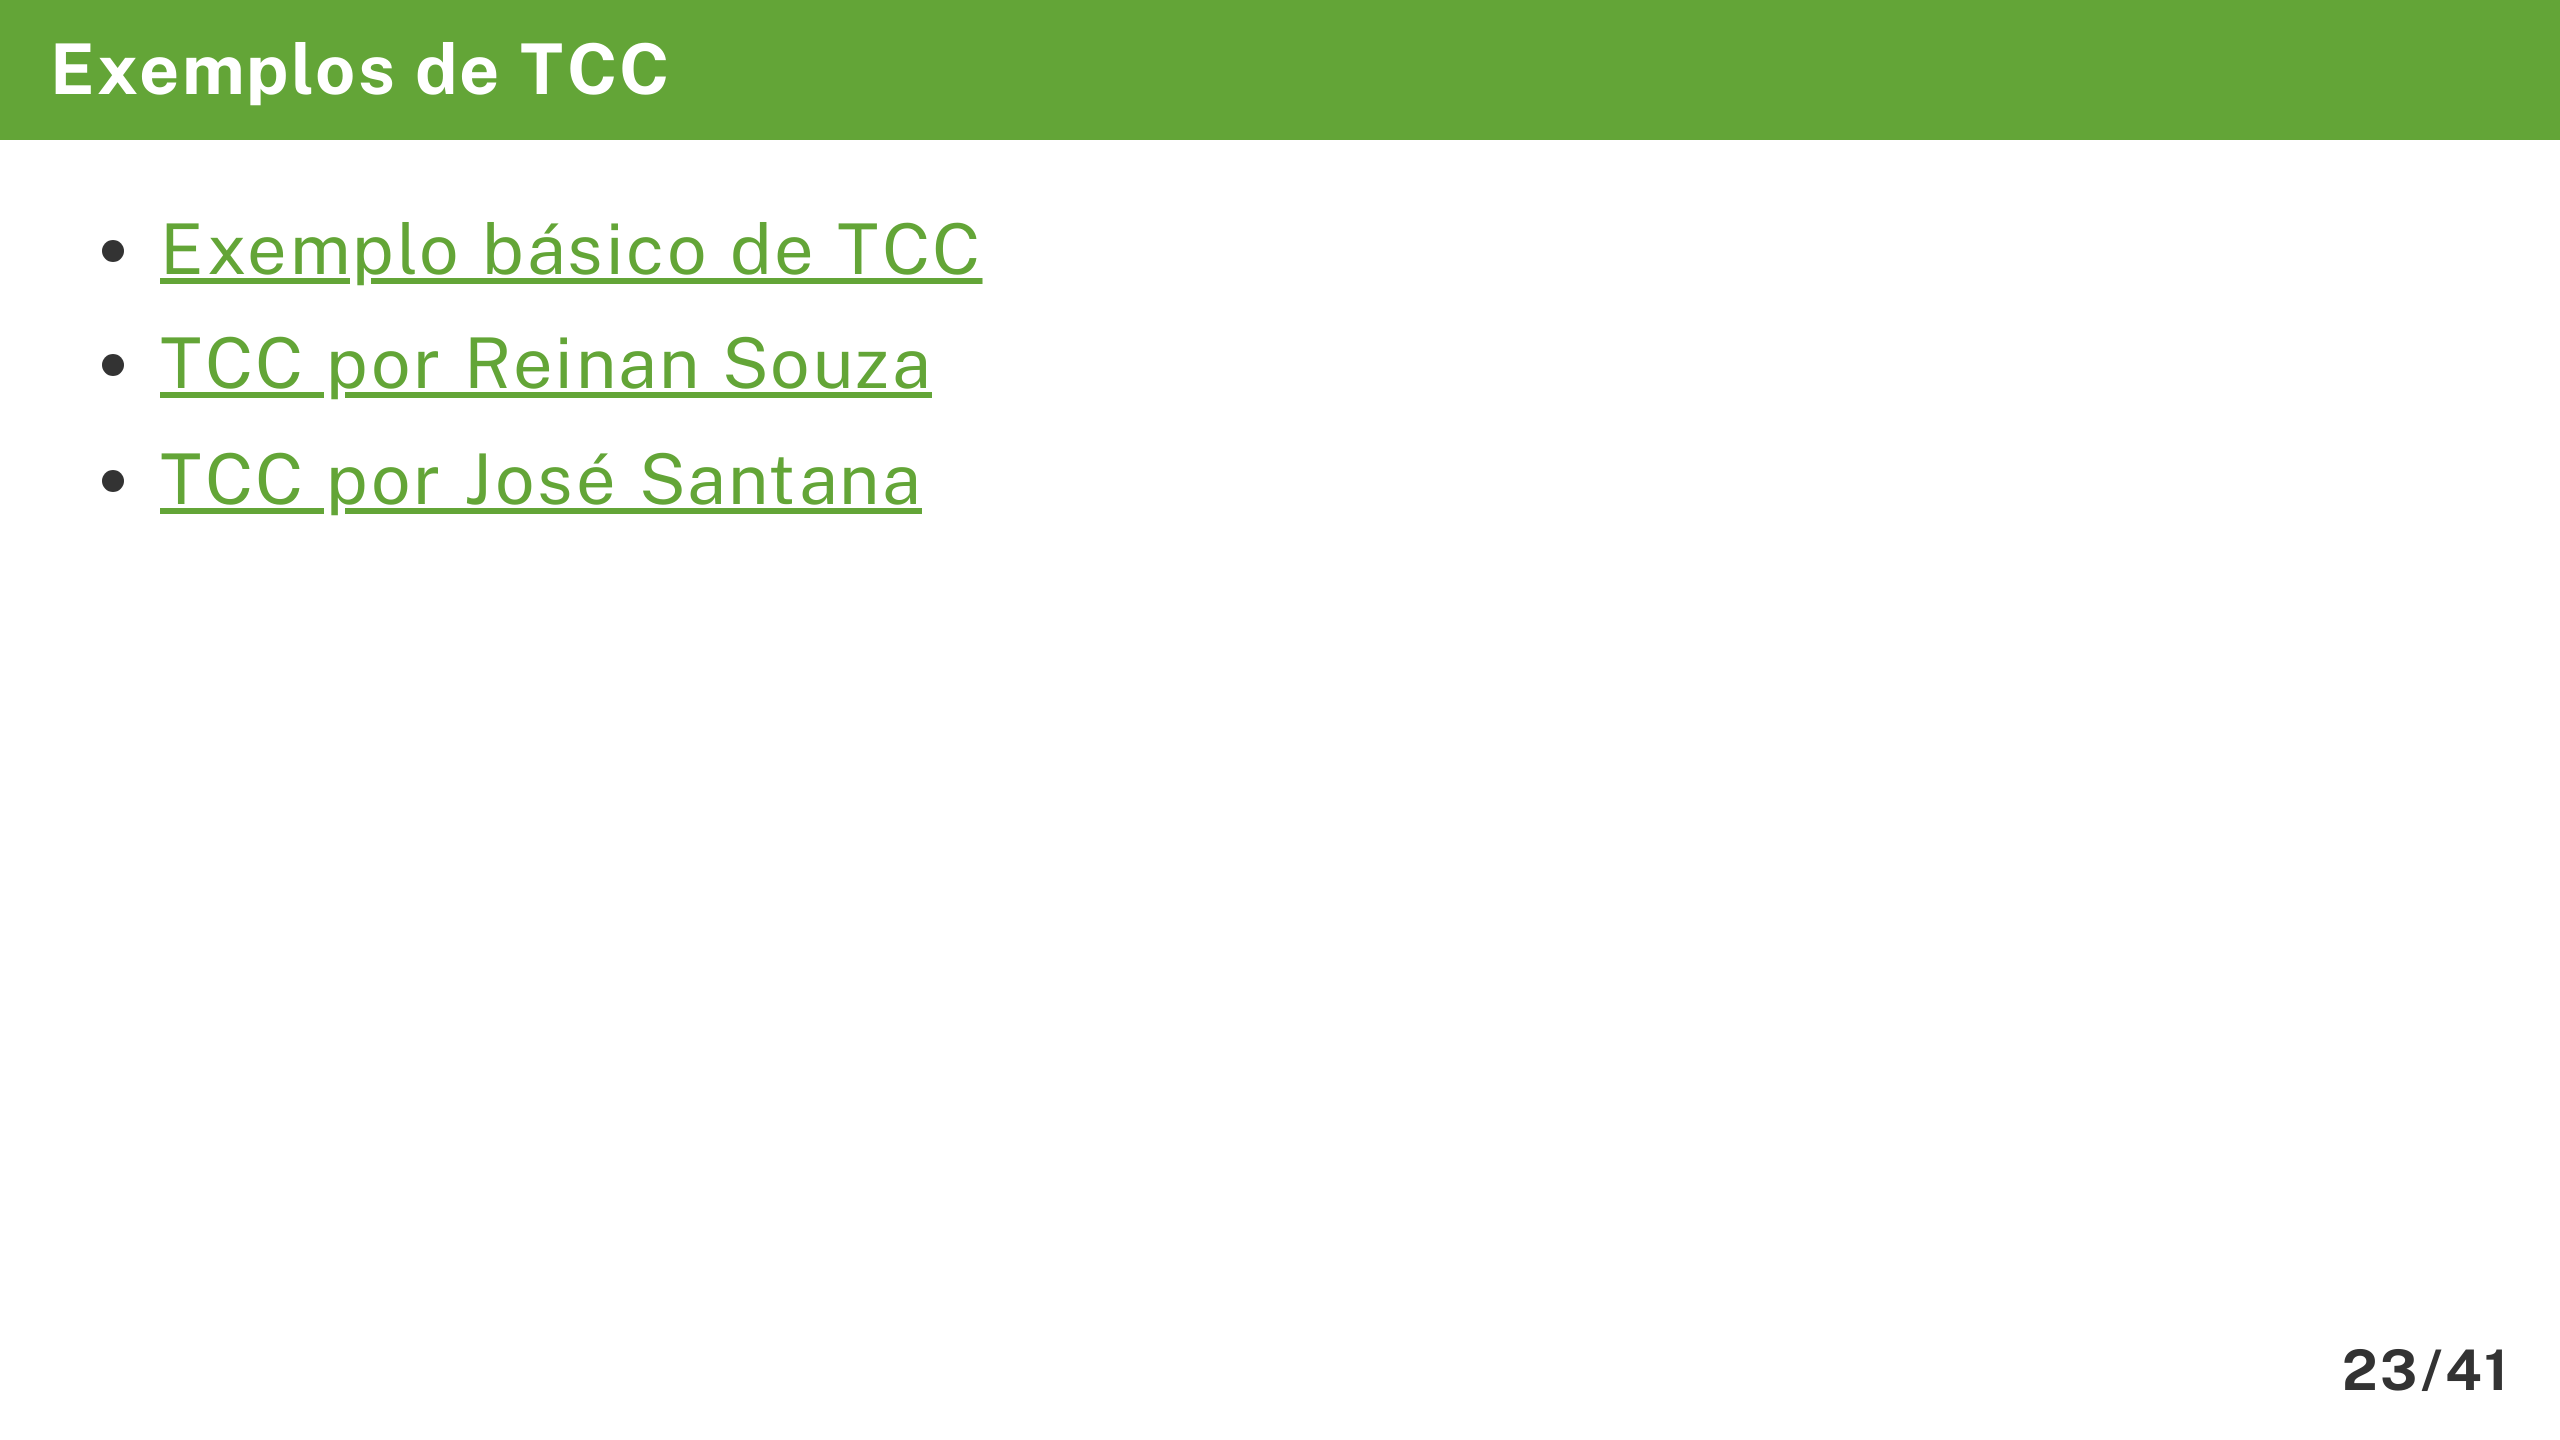 Exemplos de TCC
• Exemplo básico de TCC
• TCC por Reinan Souza
• TCC por José Santana
23/41